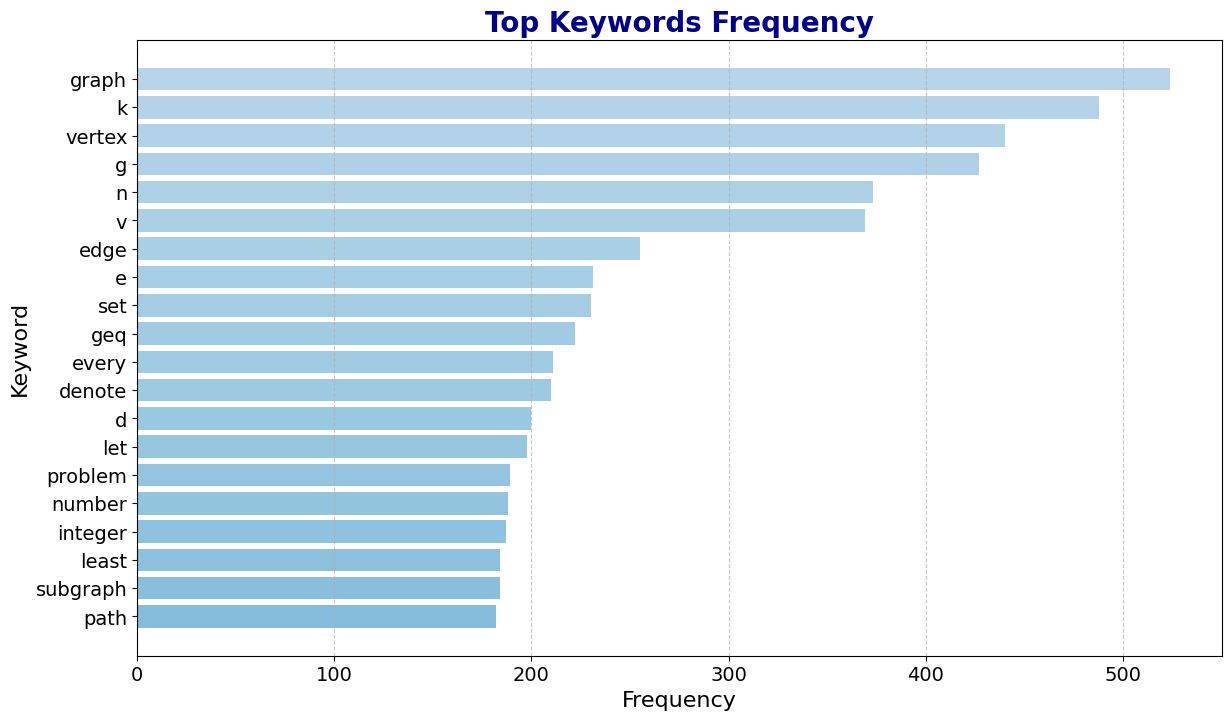 Top Keywords Frequency
graph
k
vertex
g
n
v
edge
e
set
geq
every
denote
d
let
problem
number
integer
least
subgraph
path
Keyword
0 100 200 300 400 500
Frequency